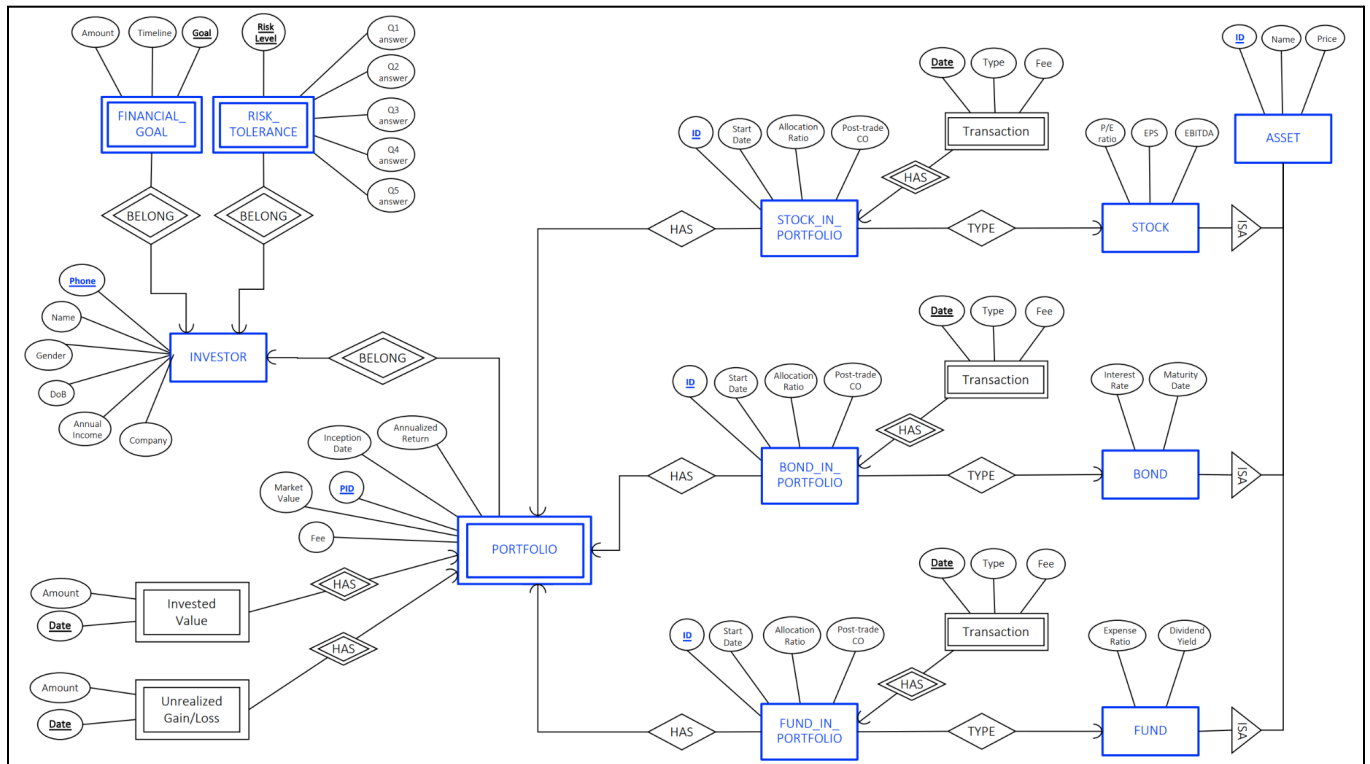 Amount
Timeline
Goal
Risk
Level
Q1
answer
Q2
answer
Q3
answer
Q4
answer
Q5
answer
FINANCIAL_
GOAL
RISK_
TOLERANCE
BELONG
BELONG
Phone
Name
Gender
DoB
Annual
Income
Company
INVESTOR
BELONG
Inception
Date
Annualized
Return
PID
Market
Value
Fee
PORTFOLIO
Amount
Date
Invested
Value
HAS
Amount
Date
Unrealized
Gain/Loss
HAS
HAS
ID
Start
Date
Allocation
Ratio
Post-trade
CO
STOCK_IN_
PORTFOLIO
HAS
Date
Type
Fee
Transaction
TYPE
P/E
ratio
EPS
EBITDA
STOCK
ISA
ID
Name
Price
ASSET
HAS
ID
Start
Date
Allocation
Ratio
Post-trade
CO
BOND_IN_
PORTFOLIO
HAS
Date
Type
Fee
Transaction
TYPE
Interest
Rate
Maturity
Date
BOND
ISA
HAS
ID
Start
Date
Allocation
Ratio
Post-trade
CO
FUND_IN_
PORTFOLIO
HAS
Date
Type
Fee
Transaction
TYPE
Expense
Ratio
Dividend
Yield
FUND
ISA